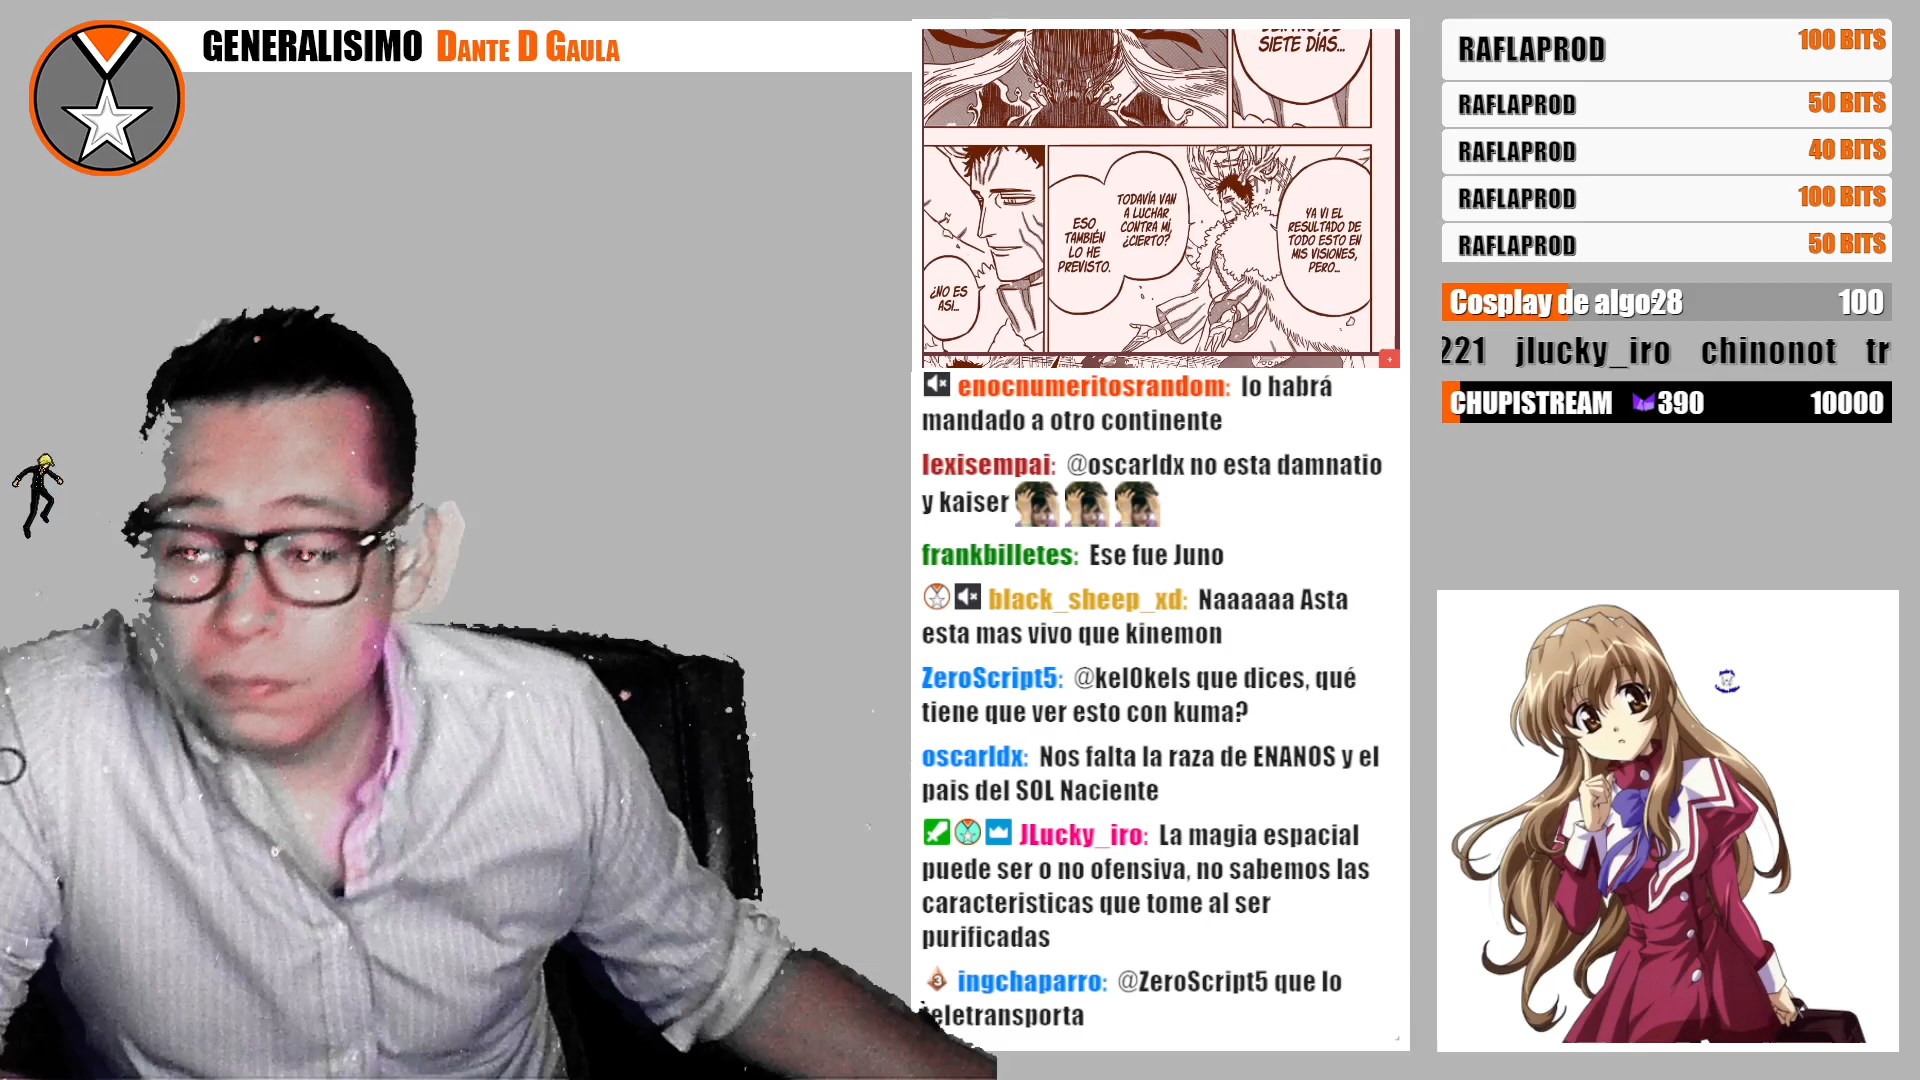 GENERALISIMO DANTE D GAULA
SIETE DÍAS...
¿NO ES
ASÍ...
ESO,
TAMBIÉN
LO HE
PREVISTO.
TODAVÍA VAN
A LUCHAR
CONTRA MÍ,
¿CIERTO?
YA VI EL
RESULTADO DE
TODO ESTO EN
MIS VISIONES,
PERO...
enocnumeritosrandom: lo habrá
mandado a otro continente
lexisempai: @oscarldx no esta damnatio
y kaiser
frankbilletes: Ese fue Juno
black_sheep_xd: Naaaaaa Asta
esta mas vivo que kinemon
ZeroScript5: @kel0kels que dices, qué
tiene que ver esto con kuma?
oscarldx: Nos falta la raza de ENANOS y el
pais del SOL Naciente
JLucky_iro: La magia espacial
puede ser o no ofensiva, no sabemos las
caracteristicas que tome al ser
purificadas
3 ingchaparro: @ZeroScript5 que lo
teletransporta
RAFLAPROD 100 BITS
RAFLAPROD 50 BITS
RAFLAPROD 40 BITS
RAFLAPROD 100 BITS
RAFLAPROD 50 BITS
Cosplay de algo28 100
221 jlucky_iro chinonot tr
CHUPISTREAM 390 10000